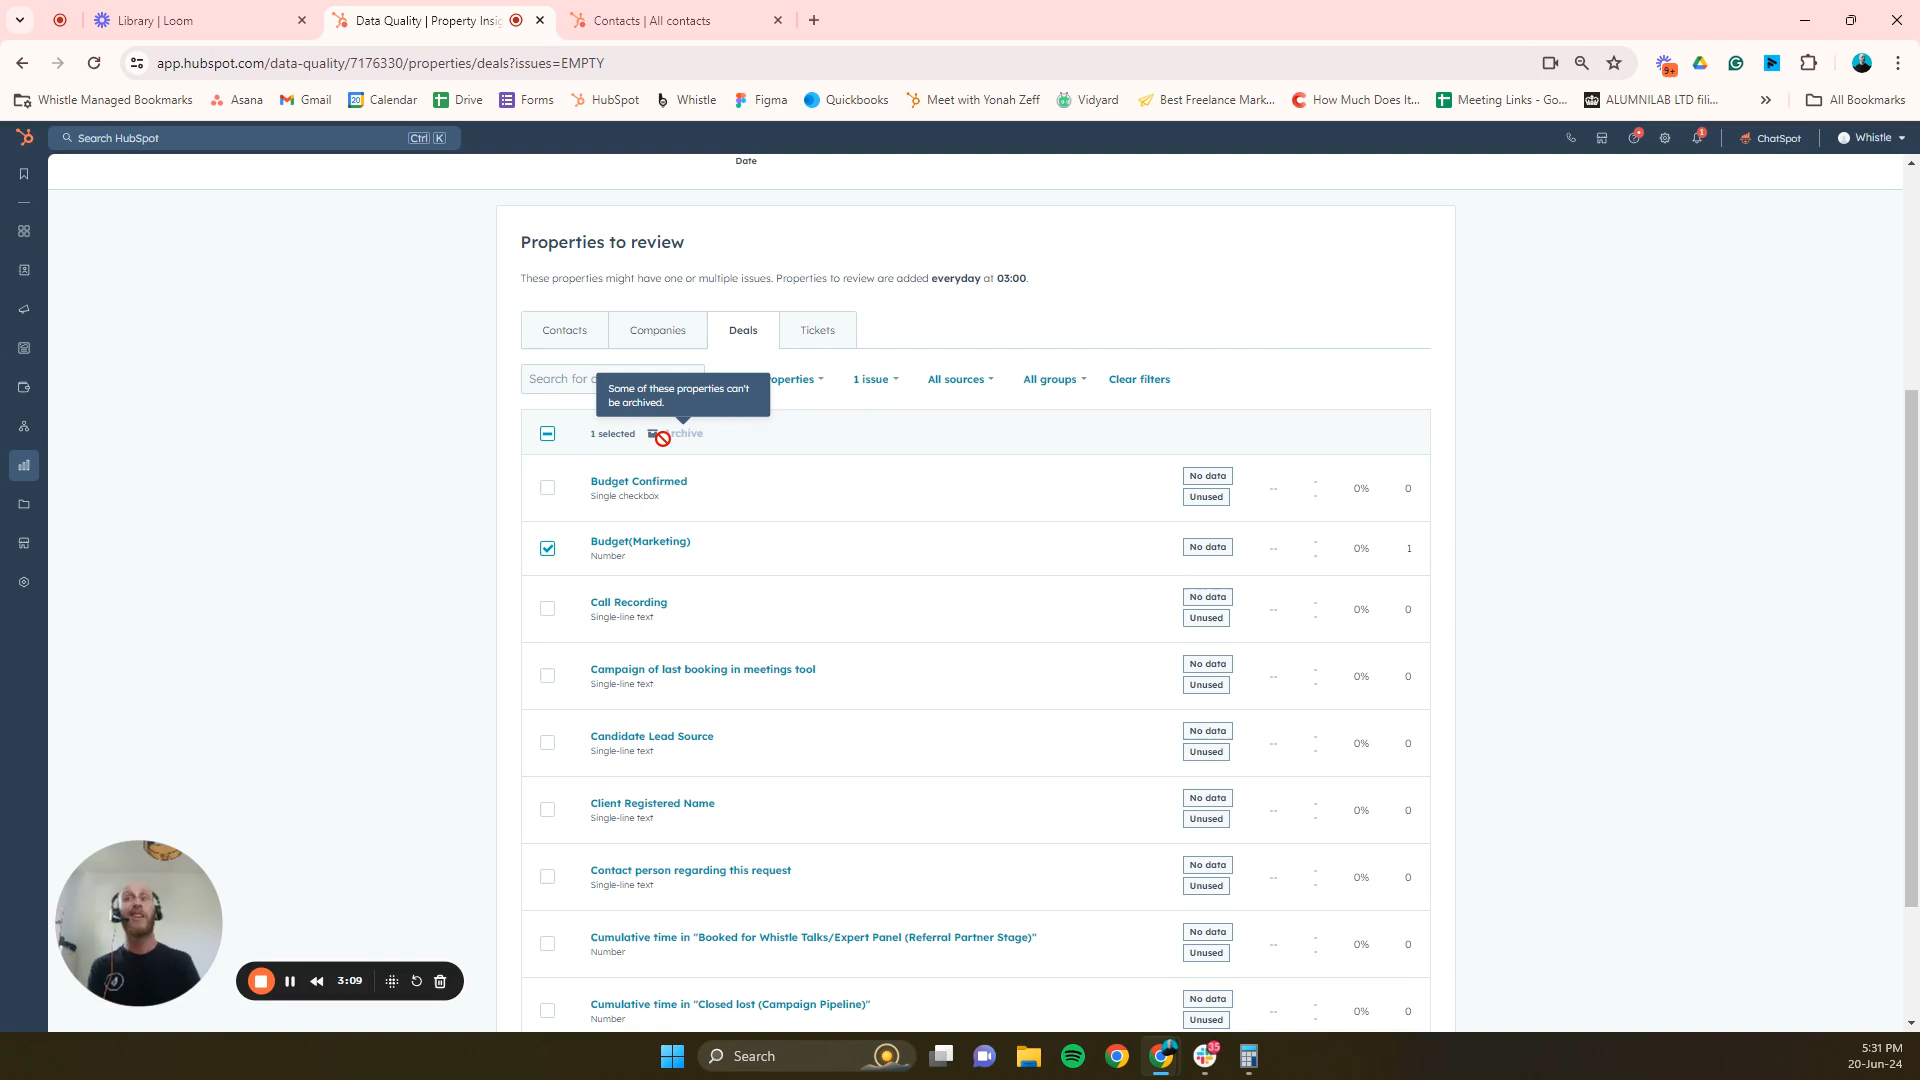 Library | Loom
Data Quality | Property Insig
Contacts | All contacts
app.hubspot.com/data-quality/7176330/properties/deals?issues=EMPTY
9+
Whistle Managed Bookmarks
Asana
Gmail
Calendar
Drive
Forms
HubSpot
Whistle
Figma
Quickbooks
Meet with Yonah Zeff
Vidyard
Best Freelance Mark...
How Much Does It...
Meeting Links - Go...
ALUMNILAB LTD fili...
All Bookmarks
Search HubSpot
Ctrl K
1
ChatSpot
Whistle
Date
Properties to review
These properties might have one or multiple issues. Properties to review are added everyday at 03:00.
Contacts
Companies
Deals
Tickets
Search for
operties
1 issue
All sources
All groups
Clear filters
Some of these properties can't
be archived.
1 selected
rchive
Budget Confirmed
Single checkbox
No data
Unused
--
--
0%
0
Budget(Marketing)
Number
No data
--
--
0%
1
Call Recording
Single-line text
No data
Unused
--
--
0%
0
Campaign of last booking in meetings tool
Single-line text
No data
Unused
--
--
0%
0
Candidate Lead Source
Single-line text
No data
Unused
--
--
0%
0
Client Registered Name
Single-line text
No data
Unused
--
--
0%
0
Contact person regarding this request
Single-line text
No data
Unused
--
--
0%
0
Cumulative time in "Booked for Whistle Talks/Expert Panel (Referral Partner Stage)"
Number
No data
Unused
--
--
0%
0
Cumulative time in "Closed lost (Campaign Pipeline)"
Number
No data
Unused
--
--
0%
0
3:09
Search
35
5:31 PM
20-Jun-24